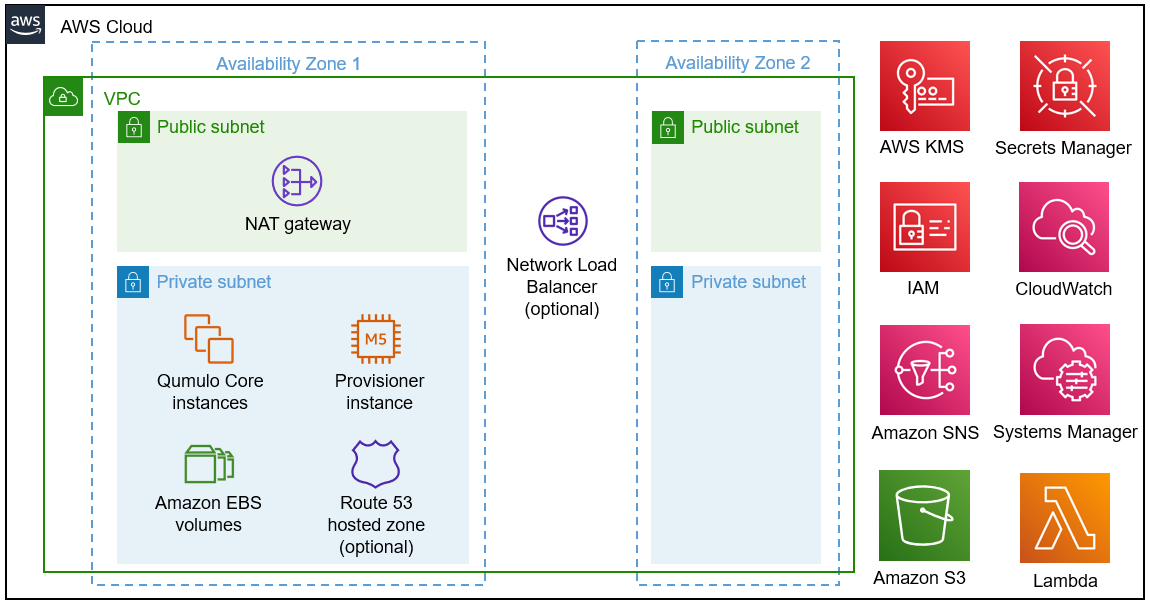 aws
AWS Cloud
Availability Zone 1
Availability Zone 2
VPC
Public subnet
NAT gateway
Private subnet
Qumulo Core
instances
M5
Provisioner
instance
Amazon EBS
volumes
Route 53
hosted zone
(optional)
Network Load
Balancer
(optional)
Public subnet
Private subnet
AWS KMS
Secrets Manager
IAM
CloudWatch
Amazon SNS
Systems Manager
Amazon S3
Lambda